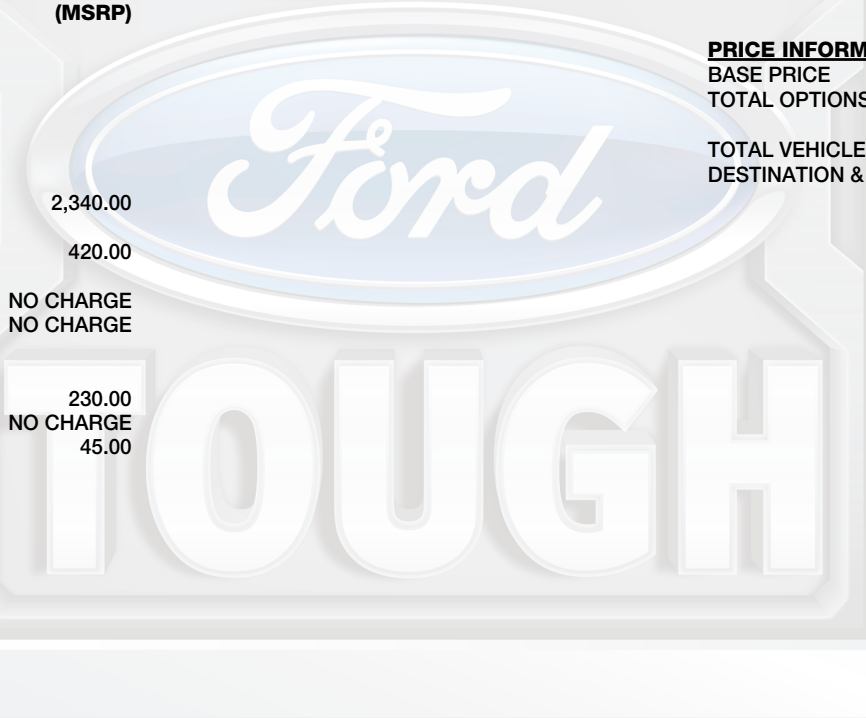 (MSRP)
2,340.00
420.00
NO CHARGE
NO CHARGE
230.00
NO CHARGE
45.00
PRICE INFORM
BASE PRICE
TOTAL OPTIONS
TOTAL VEHICLE
DESTINATION &
Ford
TOUGH